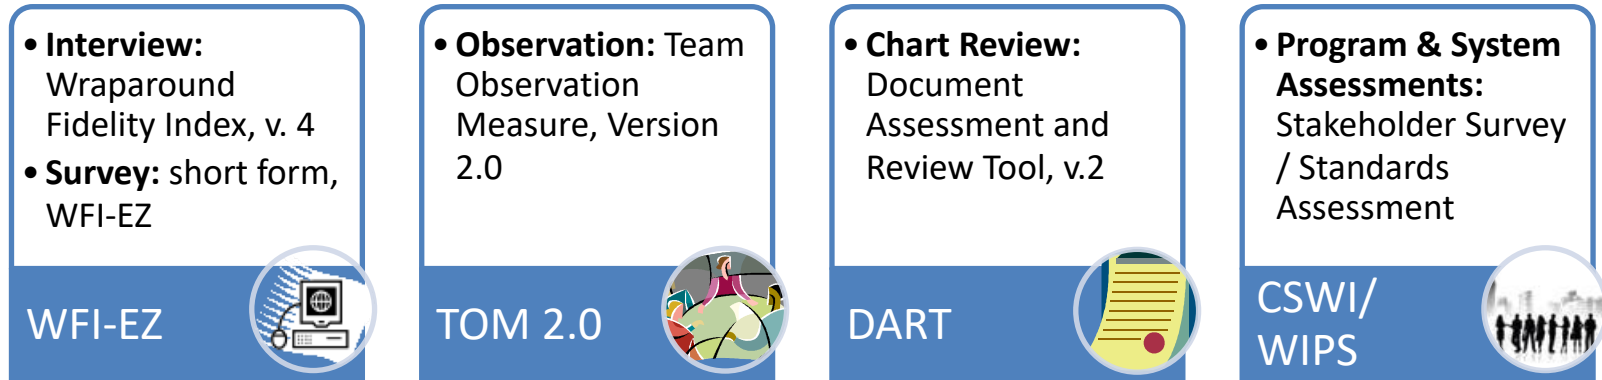 • Interview:
Wraparound
Fidelity Index, v. 4
• Survey: short form,
WFI-EZ
WFI-EZ
• Observation: Team
Observation
Measure, Version
2.0
TOM 2.0
• Chart Review:
Document
Assessment and
Review Tool, v.2
DART
• Program & System
Assessments:
Stakeholder Survey
/ Standards
Assessment
CSWI/
WIPS